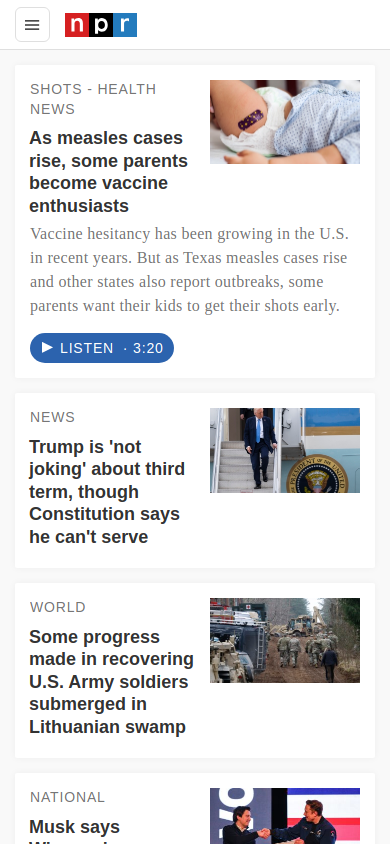 npr
SHOTS - HEALTH
NEWS
As measles cases
rise, some parents
become vaccine
enthusiasts
Vaccine hesitancy has been growing in the U.S.
in recent years. But as Texas measles cases rise
and other states also report outbreaks, some
parents want their kids to get their shots early.
LISTEN · 3:20
NEWS
Trump is 'not
joking' about third
term, though
Constitution says
he can't serve
WORLD
Some progress
made in recovering
U.S. Army soldiers
submerged in
Lithuanian swamp
NATIONAL
Musk says